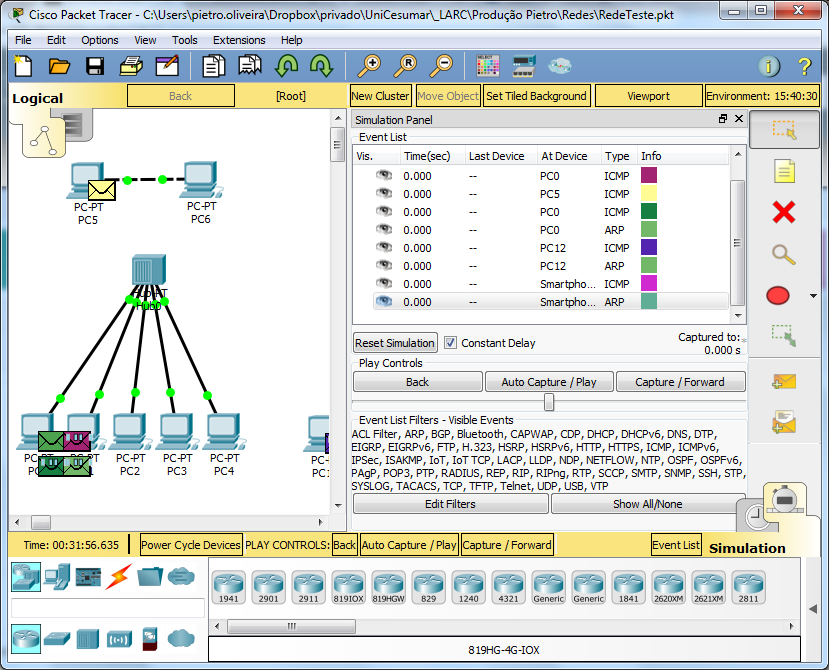 Cisco Packet Tracer - C:\Users\pietro.oliveira\Dropbox\privado\UniCesumar\_LARC\Produção Pietro\Redes\RedeTeste.pkt
File Edit Options View Tools Extensions Help
Logical Back [Root] New Cluster Move Object Set Tiled Background Viewport Environment: 15:40:30
Simulation Panel
Event List
Vis. Time(sec) Last Device At Device Type Info
0.000 -- PC0 ICMP
0.000 -- PC5 ICMP
0.000 -- PC0 ICMP
0.000 -- PC0 ARP
0.000 -- PC12 ICMP
0.000 -- PC12 ARP
0.000 -- Smartpho... ICMP
0.000 -- Smartpho... ARP
Reset Simulation Constant Delay Captured to:
0.000 s
Play Controls
Back Auto Capture / Play Capture / Forward
Event List Filters - Visible Events
ACL Filter, ARP, BGP, Bluetooth, CAPWAP, CDP, DHCP, DHCPv6, DNS, DTP,
EIGRP, EIGRPv6, FTP, H.323, HSRP, HSRPv6, HTTP, HTTPS, ICMP, ICMPv6,
IPSec, ISAKMP, IoT, IoT TCP, LACP, LLDP, NDP, NETFLOW, NTP, OSPF, OSPFv6,
PAgP, POP3, PTP, RADIUS, REP, RIP, RIPng, RTP, SCCP, SMTP, SNMP, SSH, STP,
SYSLOG, TACACS, TCP, TFTP, Telnet, UDP, USB, VTP
Edit Filters Show All/None
PC-PT PC-PT
PC5 PC6
Hub-PT
Hub0
PC-PT PC-PT PC-PT
PC2 PC3 PC4
Time: 00:31:56.635 Power Cycle Devices PLAY CONTROLS: Back Auto Capture / Play Capture / Forward Event List Simulation
1941 2901 2911 819IOX 819HGW 829 1240 4321 Generic Generic 1841 2620XM 2621XM 2811
819HG-4G-IOX